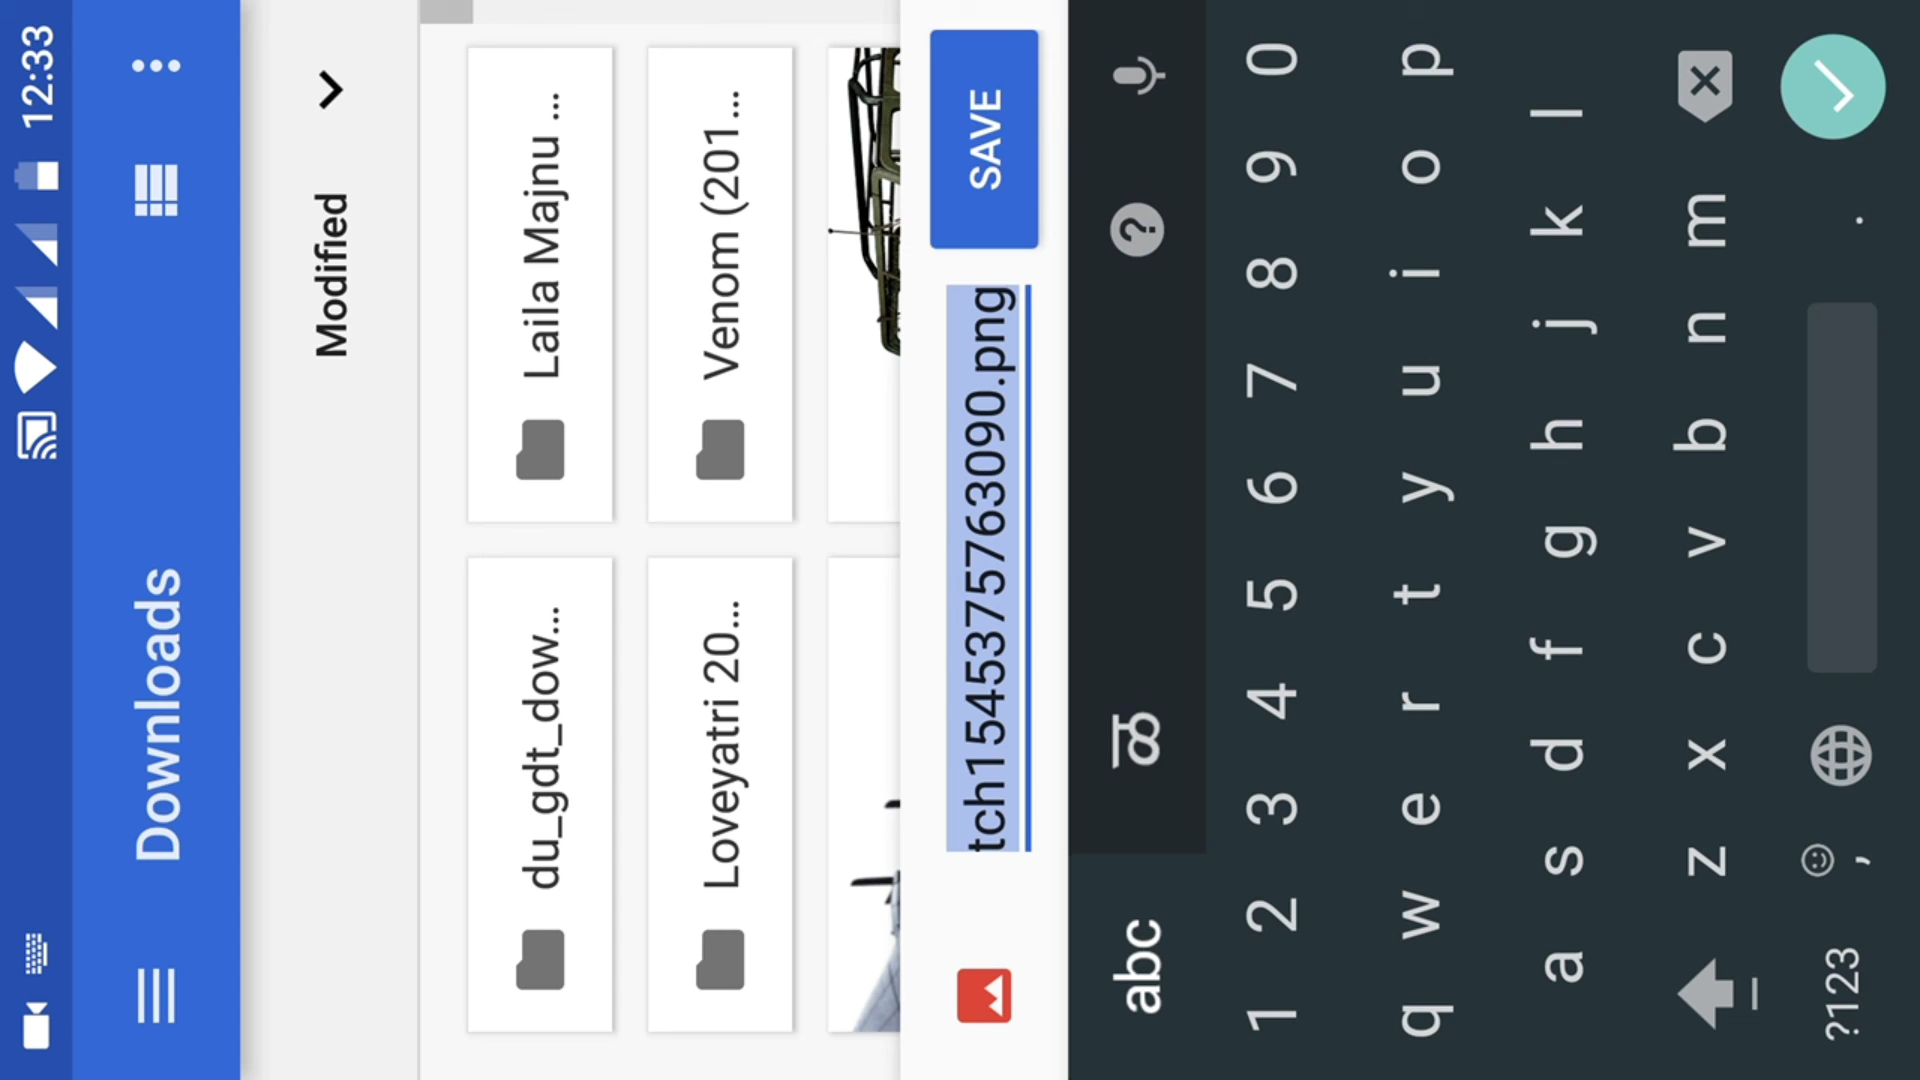 12:33
Downloads
Modified
du_gdt_dow...
Laila Majnu ...
Loveyatri 20...
Venom (201...
tch1545375763090.png
SAVE
abc
ळ
1 2 3 4 5 6 7 8 9 0
q w e r t y u i o p
a s d f g h j k l
z x c v b n m
?123 , .